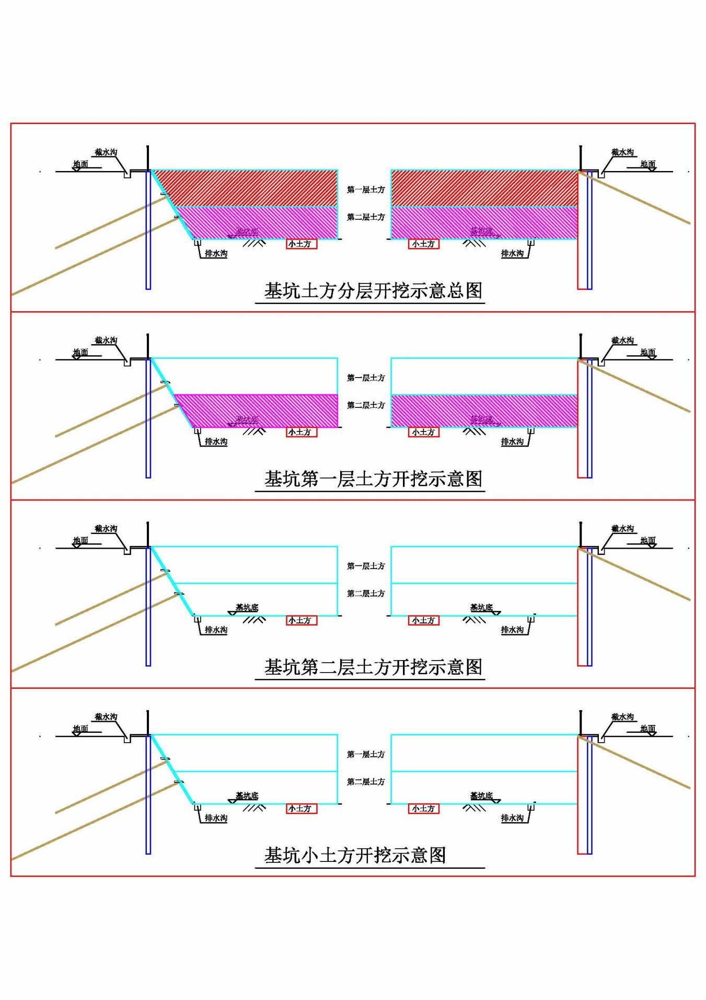 截水沟
截水沟
地面
地面
第一层土方
第二层土方
基坑底
基坑底
小土方
小土方
排水沟
排水沟
基坑土方分层开挖示意总图
截水沟
截水沟
地面
地面
第一层土方
第二层土方
基坑底
基坑底
小土方
小土方
排水沟
排水沟
基坑第一层土方开挖示意图
截水沟
截水沟
地面
地面
第一层土方
第二层土方
基坑底
基坑底
小土方
小土方
排水沟
排水沟
基坑第二层土方开挖示意图
截水沟
截水沟
地面
地面
第一层土方
第二层土方
基坑底
基坑底
小土方
小土方
排水沟
排水沟
基坑小土方开挖示意图